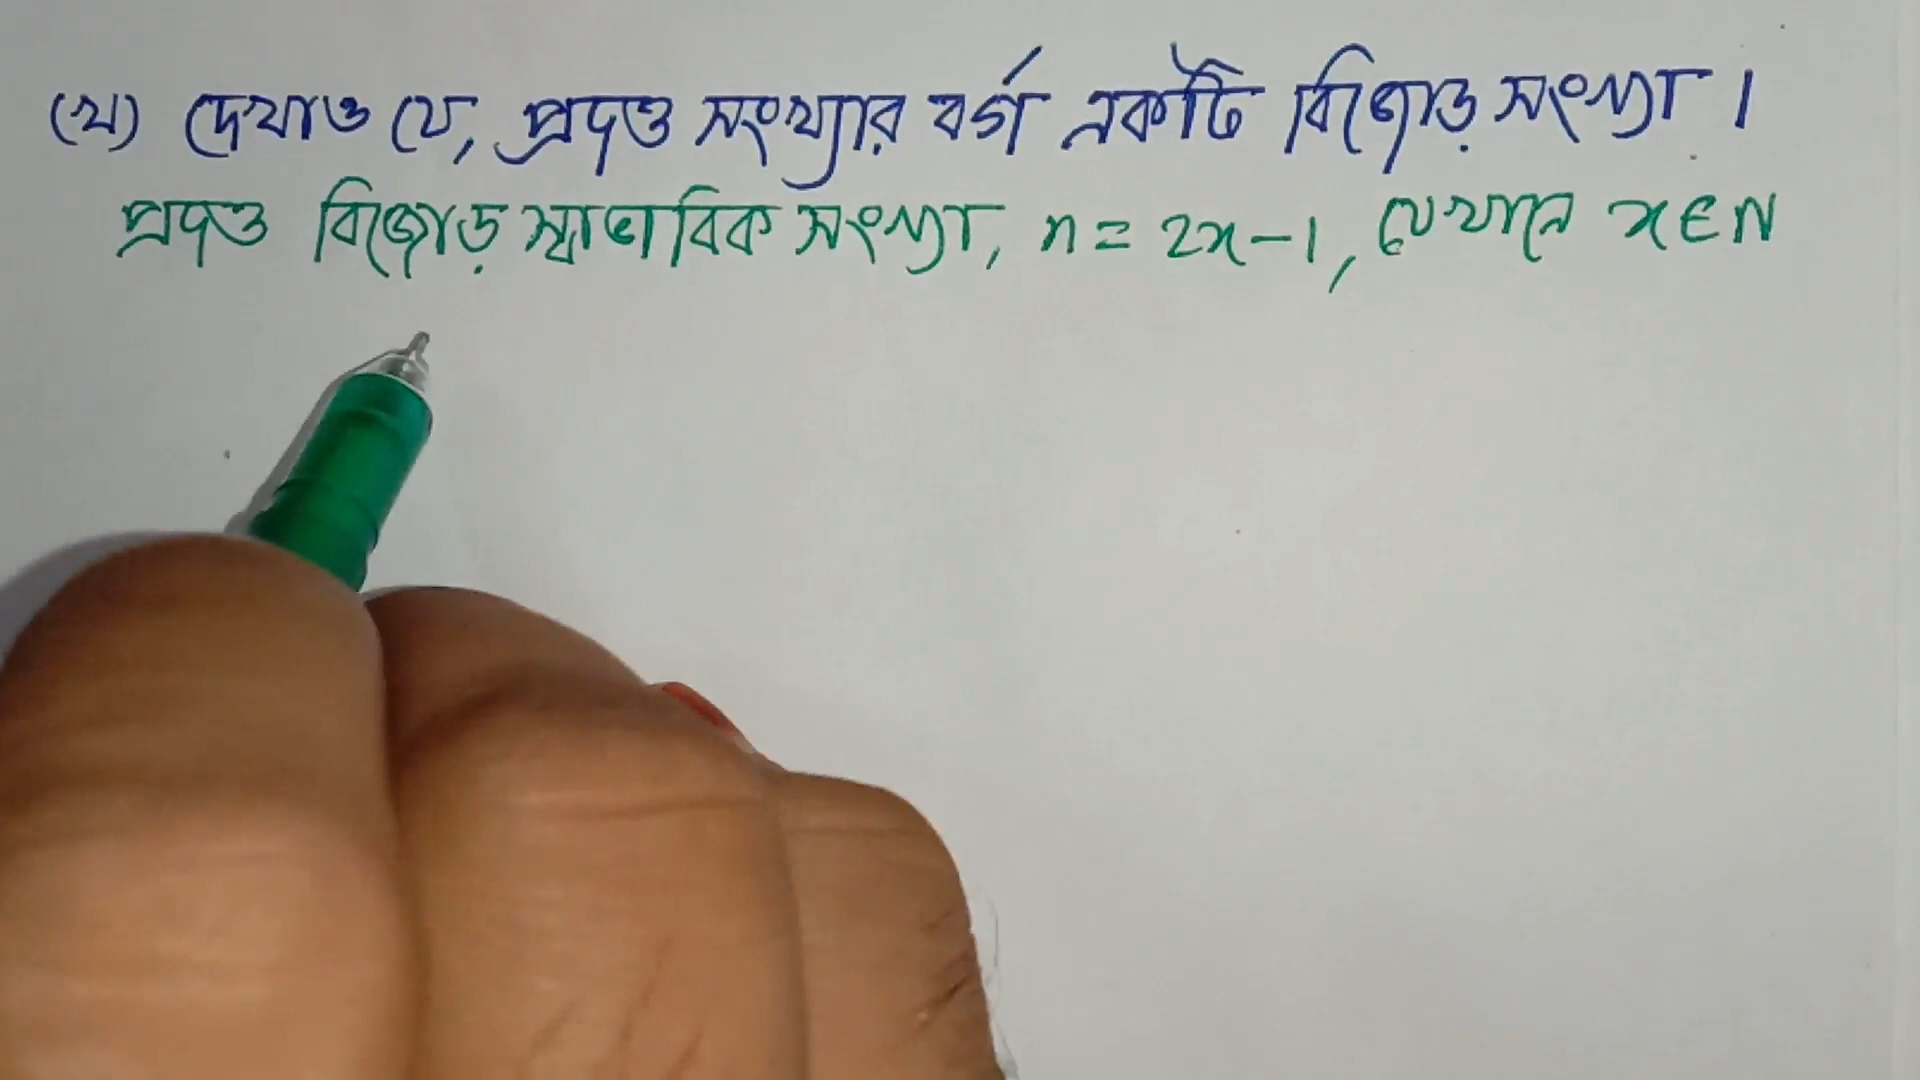 (খ) দেখাও যে, প্রদত্ত সংখ্যার বর্গ একটি বিজোড় সংখ্যা ।
প্রদত্ত বিজোড় স্বাভাবিক সংখ্যা, n = 2x-1, যেখানে x∈N